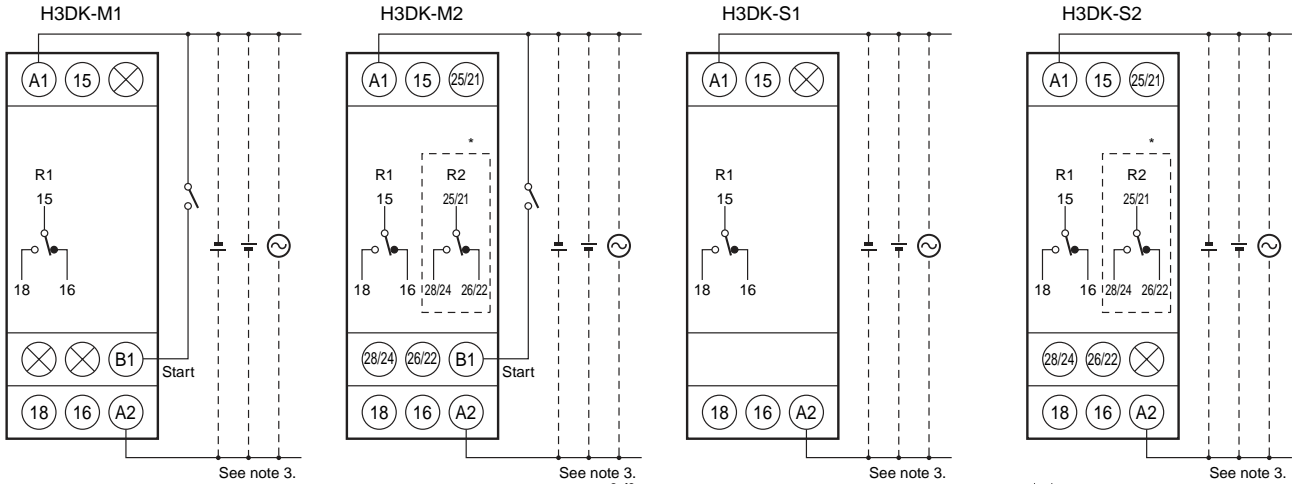 H3DK-M1
A1 15
R1
15
18 16
B1
Start
18 16 A2
See note 3.
H3DK-M2
A1 15 25/21
*
R1 R2
15 25/21
18 16 28/24 26/22
28/24 26/22 B1
Start
18 16 A2
See note 3.
H3DK-S1
A1 15
R1
15
18 16
18 16 A2
See note 3.
H3DK-S2
A1 15 25/21
*
R1 R2
15 25/21
18 16 28/24 26/22
28/24 26/22
18 16 A2
See note 3.